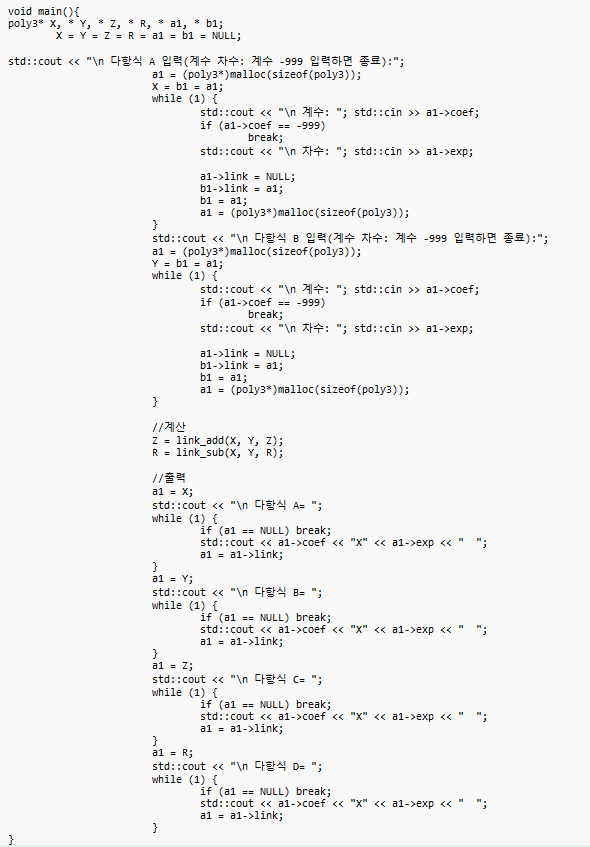 void main(){
poly3* X, * Y, * Z, * R, * a1, * b1;
X = Y = Z = R = a1 = b1 = NULL;
std::cout << "\n 다항식 A 입력(계수 차수: 계수 -999 입력하면 종료):";
a1 = (poly3*)malloc(sizeof(poly3));
X = b1 = a1;
while (1) {
std::cout << "\n 계수: "; std::cin >> a1->coef;
if (a1->coef == -999)
break;
std::cout << "\n 차수: "; std::cin >> a1->exp;
a1->link = NULL;
b1->link = a1;
b1 = a1;
a1 = (poly3*)malloc(sizeof(poly3));
}
std::cout << "\n 다항식 B 입력(계수 차수: 계수 -999 입력하면 종료):";
a1 = (poly3*)malloc(sizeof(poly3));
Y = b1 = a1;
while (1) {
std::cout << "\n 계수: "; std::cin >> a1->coef;
if (a1->coef == -999)
break;
std::cout << "\n 차수: "; std::cin >> a1->exp;
a1->link = NULL;
b1->link = a1;
b1 = a1;
a1 = (poly3*)malloc(sizeof(poly3));
}
//계산
Z = link_add(X, Y, Z);
R = link_sub(X, Y, R);
//출력
a1 = X;
std::cout << "\n 다항식 A= ";
while (1) {
if (a1 == NULL) break;
std::cout << a1->coef << "X" << a1->exp << "  ";
a1 = a1->link;
}
a1 = Y;
std::cout << "\n 다항식 B= ";
while (1) {
if (a1 == NULL) break;
std::cout << a1->coef << "X" << a1->exp << "  ";
a1 = a1->link;
}
a1 = Z;
std::cout << "\n 다항식 C= ";
while (1) {
if (a1 == NULL) break;
std::cout << a1->coef << "X" << a1->exp << "  ";
a1 = a1->link;
}
a1 = R;
std::cout << "\n 다항식 D= ";
while (1) {
if (a1 == NULL) break;
std::cout << a1->coef << "X" << a1->exp << "  ";
a1 = a1->link;
}
}